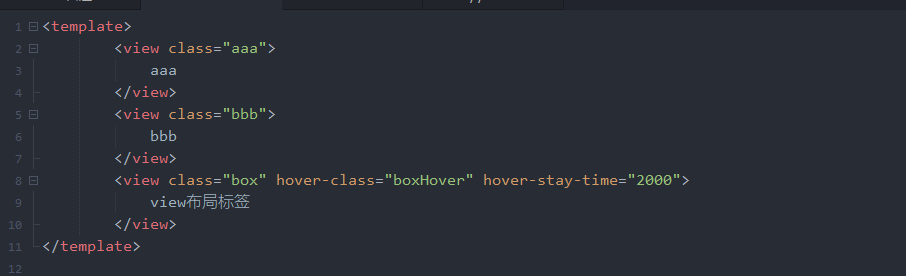 1 <template>
2 <view class="aaa">
3 aaa
4 </view>
5 <view class="bbb">
6 bbb
7 </view>
8 <view class="box" hover-class="boxHover" hover-stay-time="2000">
9 view布局标签
10 </view>
11 </template>
12